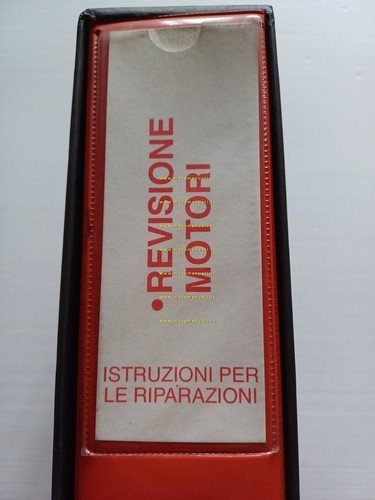 • REVISIONE
MOTORI
ISTRUZIONI PER
LE RIPARAZIONI